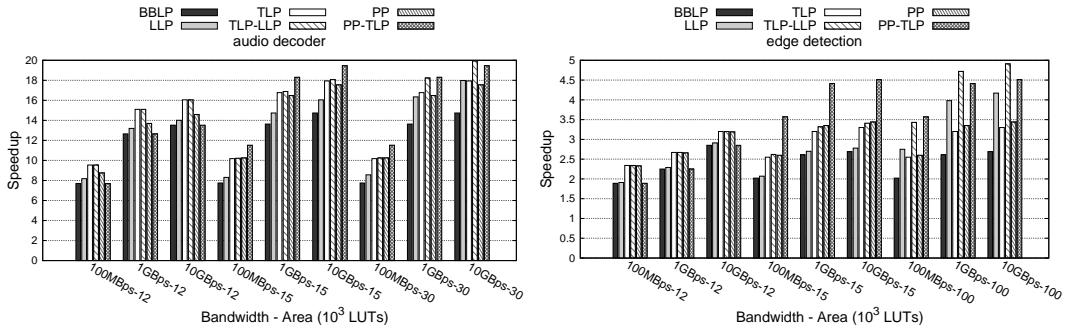 BBLP TLP PP
LLP TLP-LLP PP-TLP
audio decoder
20
18
16
14
12
10
8
6
4
2
0
Speedup
100MBps-12
1GBps-12
10GBps-12
100MBps-15
1GBps-15
10GBps-15
100MBps-30
1GBps-30
10GBps-30
Bandwidth - Area (10³ LUTs)
BBLP TLP PP
LLP TLP-LLP PP-TLP
edge detection
5
4.5
4
3.5
3
2.5
2
1.5
1
0.5
0
Speedup
100MBps-12
1GBps-12
10GBps-12
100MBps-15
1GBps-15
10GBps-15
100MBps-100
1GBps-100
10GBps-100
Bandwidth - Area (10³ LUTs)